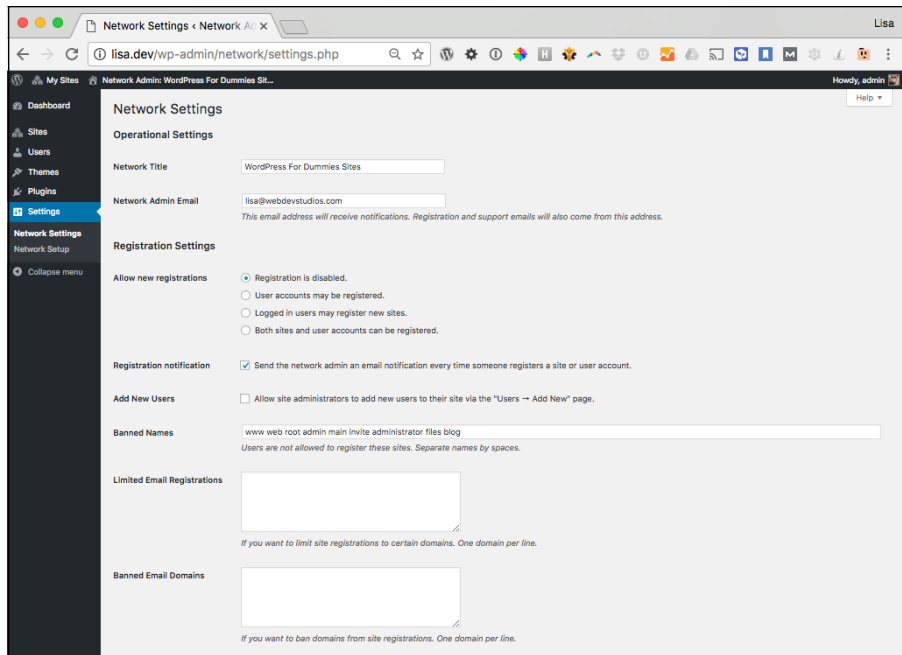 Network Settings ‹ Network Ad
Lisa
lisa.dev/wp-admin/network/settings.php
My Sites
Network Admin: WordPress For Dummies Sit...
Howdy, admin
Help
Dashboard
Sites
Users
Themes
Plugins
Settings
Network Settings
Network Setup
Collapse menu
Network Settings
Operational Settings
Network Title
WordPress For Dummies Sites
Network Admin Email
lisa@webdevstudios.com
This email address will receive notifications. Registration and support emails will also come from this address.
Registration Settings
Allow new registrations
Registration is disabled.
User accounts may be registered.
Logged in users may register new sites.
Both sites and user accounts can be registered.
Registration notification
Send the network admin an email notification every time someone registers a site or user account.
Add New Users
Allow site administrators to add new users to their site via the "Users → Add New" page.
Banned Names
www web root admin main invite administrator files blog
Users are not allowed to register these sites. Separate names by spaces.
Limited Email Registrations
If you want to limit site registrations to certain domains. One domain per line.
Banned Email Domains
If you want to ban domains from site registrations. One domain per line.